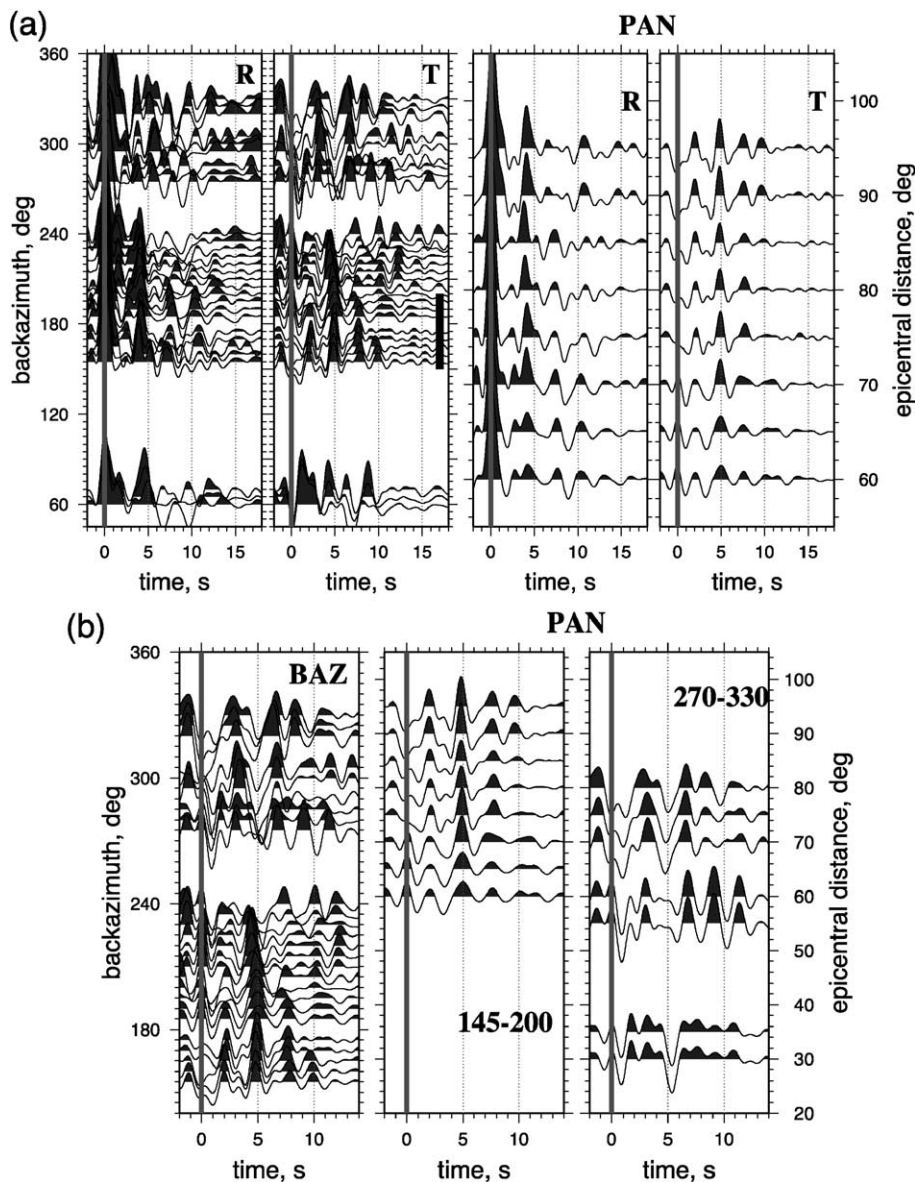 (a)
PAN
R
T
R
T
360
300
240
180
120
60
backazimuth, deg
100
90
80
70
60
epicentral distance, deg
0 5 10 15
0 5 10 15
0 5 10 15
0 5 10 15
time, s
time, s
time, s
time, s
(b)
PAN
BAZ
145-200
270-330
360
300
240
180
backazimuth, deg
100
90
80
70
60
50
40
30
20
epicentral distance, deg
0 5 10
0 5 10
0 5 10
time, s
time, s
time, s